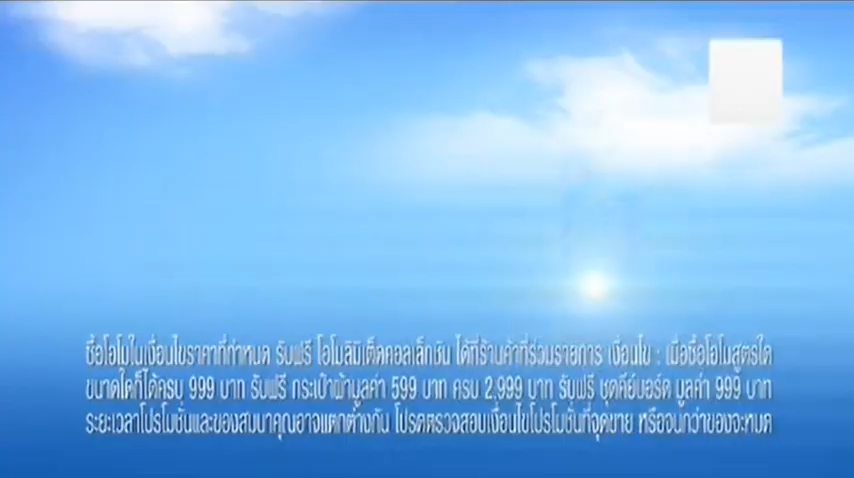 ซื้อโอโมในเงื่อนไขราคาที่กำหนด รับฟรี โอโมลิมิเต็ดคอลเล็กชัน ได้ที่ร้านค้าที่ร่วมรายการ เงื่อนไข : เมื่อซื้อโอโมสูตรใด
ขนาดใดก็ได้ครบ 999 บาท รับฟรี กระเป๋าผ้ามูลค่า 599 บาท ครบ 2,999 บาท รับฟรี ชุดคีย์บอร์ด มูลค่า 999 บาท
ระยะเวลาโปรโมชั่นและของสมนาคุณอาจแตกต่างกัน โปรดตรวจสอบเงื่อนไขโปรโมชั่นที่จุดขาย หรือจนกว่าของจะหมด